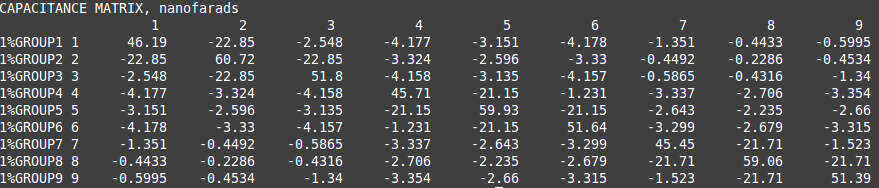 CAPACITANCE MATRIX, nanofarads
1 2 3 4 5 6 7 8 9
1%GROUP1 1 46.19 -22.85 -2.548 -4.177 -3.151 -4.178 -1.351 -0.4433 -0.5995
1%GROUP2 2 -22.85 60.72 -22.85 -3.324 -2.596 -3.33 -0.4492 -0.2286 -0.4534
1%GROUP3 3 -2.548 -22.85 51.8 -4.158 -3.135 -4.157 -0.5865 -0.4316 -1.34
1%GROUP4 4 -4.177 -3.324 -4.158 45.71 -21.15 -1.231 -3.337 -2.706 -3.354
1%GROUP5 5 -3.151 -2.596 -3.135 -21.15 59.93 -21.15 -2.643 -2.235 -2.66
1%GROUP6 6 -4.178 -3.33 -4.157 -1.231 -21.15 51.64 -3.299 -2.679 -3.315
1%GROUP7 7 -1.351 -0.4492 -0.5865 -3.337 -2.643 -3.299 45.45 -21.71 -1.523
1%GROUP8 8 -0.4433 -0.2286 -0.4316 -2.706 -2.235 -2.679 -21.71 59.06 -21.71
1%GROUP9 9 -0.5995 -0.4534 -1.34 -3.354 -2.66 -3.315 -1.523 -21.71 51.39